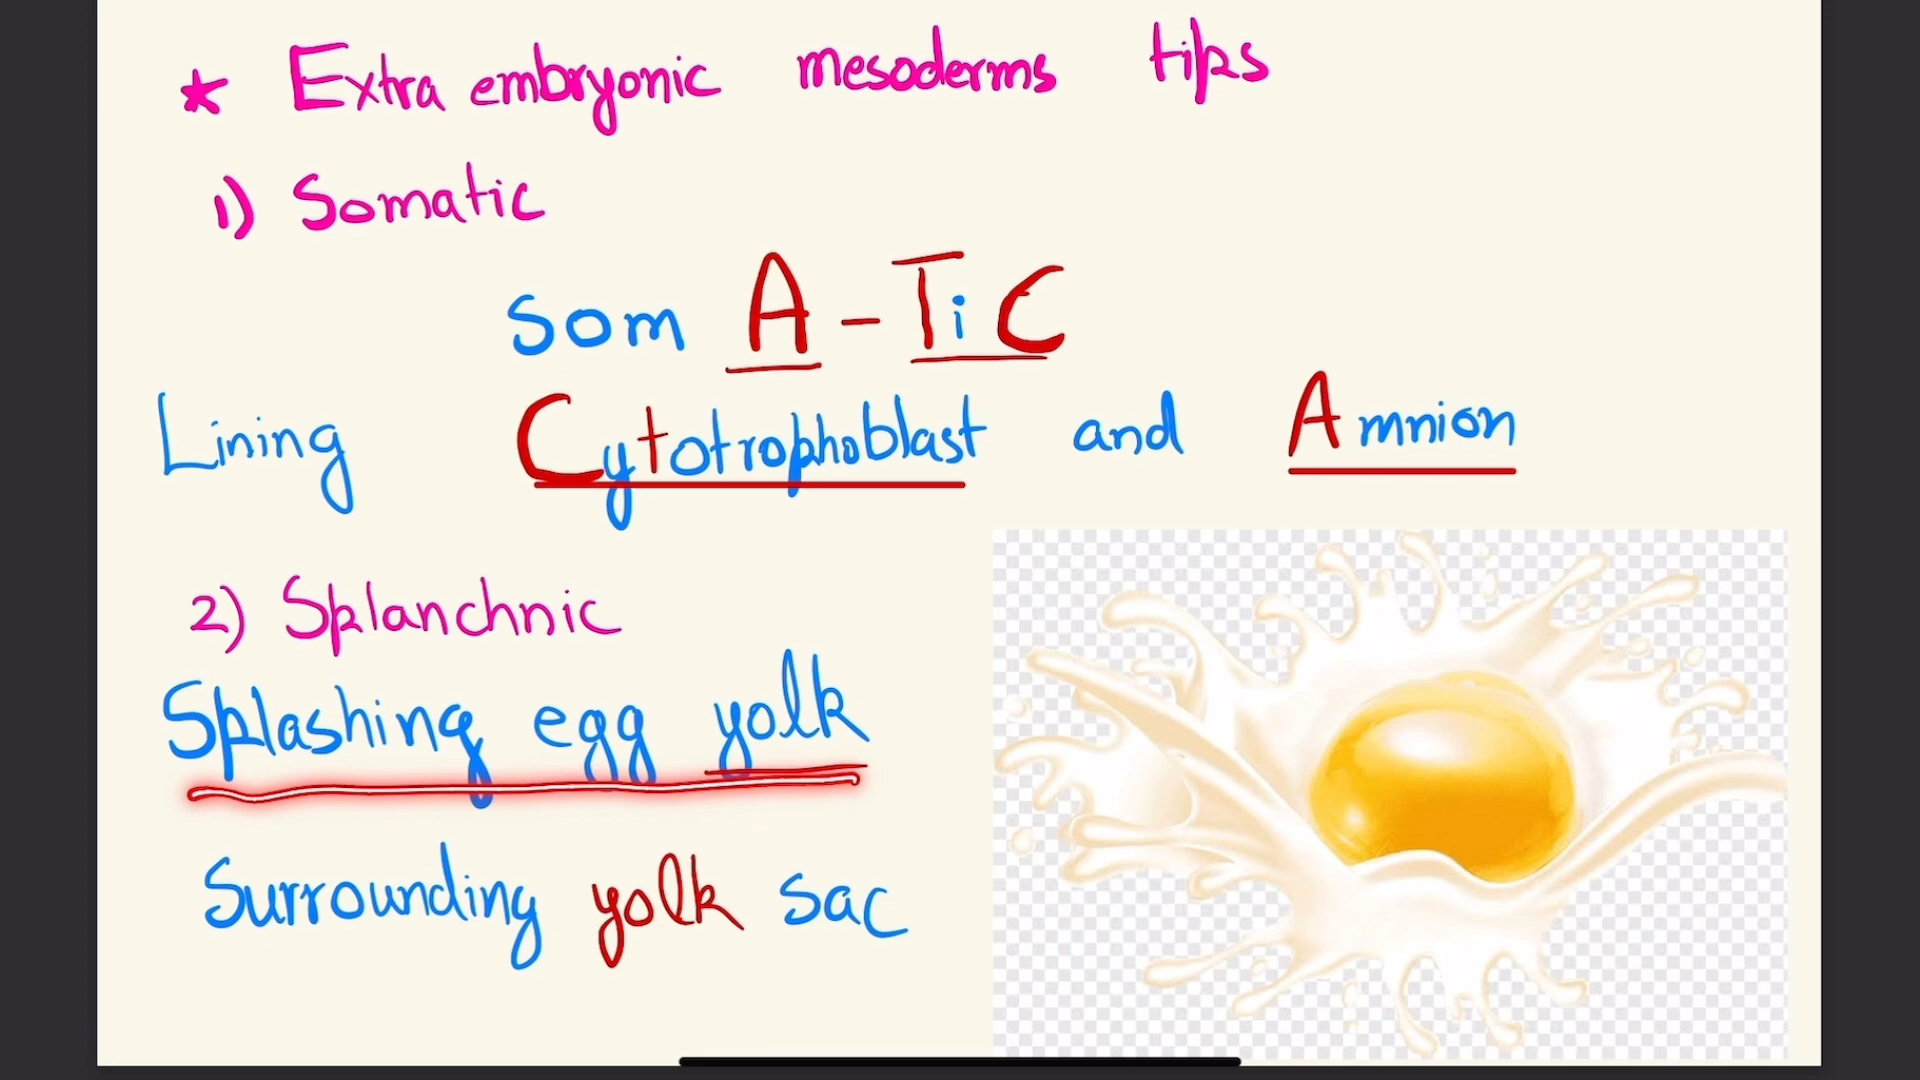 * Extra embryonic mesoderms tips
1) Somatic
Som A - TiC
Lining Cytotrophoblast and Amnion
2) Splanchnic
Splashing egg yolk
Surrounding yolk sac